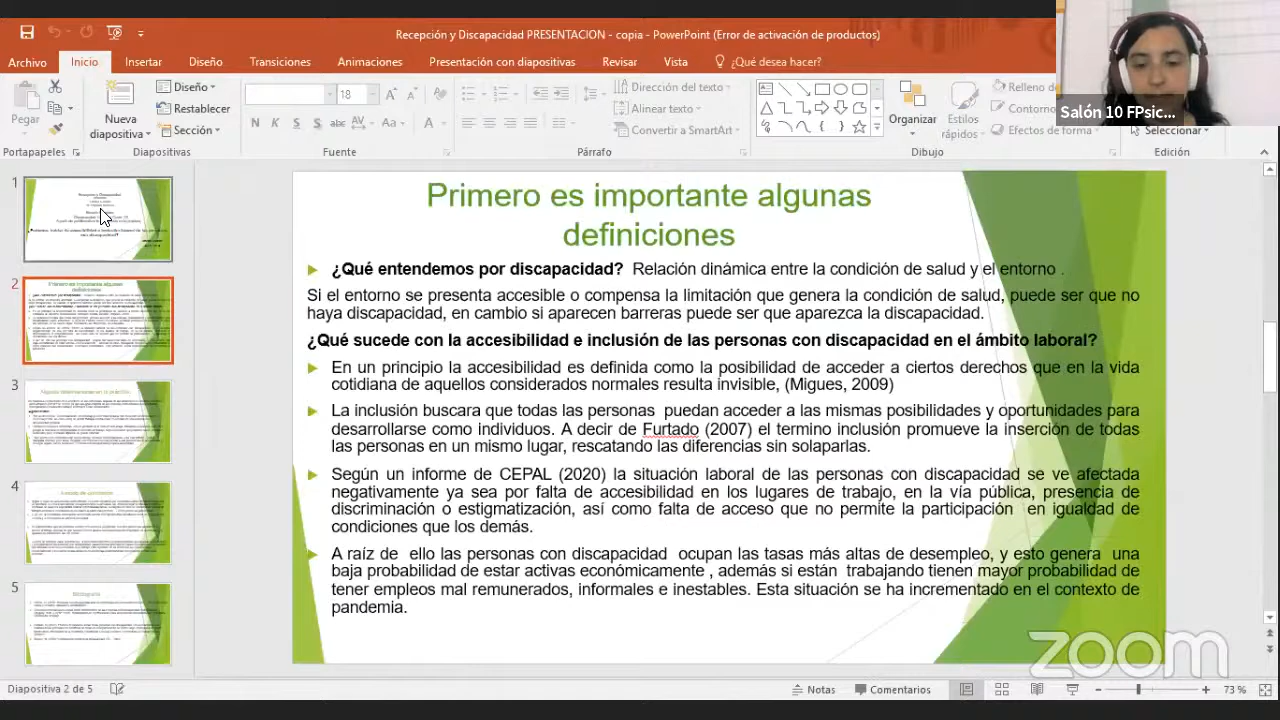 Recepción y Discapacidad PRESENTACION - copia - PowerPoint (Error de activación de productos)
Archivo Inicio Insertar Diseño Transiciones Animaciones Presentación con diapositivas Revisar Vista ¿Qué desea hacer?
Pegar
Nueva diapositiva
Diseño
Restablecer
Sección
18
N K S S abc AV Aa A
Dirección del texto
Alinear texto
Convertir a SmartArt
Organizar
Estilos rápidos
Relleno de
Contorno
Efectos de forma
Seleccionar
Salón 10 FPsic...
Portapapeles Diapositivas Fuente Párrafo Dibujo Edición
1
2
3
4
5
Primero es importante algunas
definiciones
¿Qué entendemos por discapacidad? Relación dinámica entre la condición de salud y el entorno .
Si el entorno se presenta accesible y compensa la limitación que genera la condición de salud, puede ser que no
haya discapacidad, en cambio si existen barreras puede ser que aumente la discapacidad.
¿Qué sucede con la accesibilidad e inclusión de las personas con discapacidad en el ámbito laboral?
En un principio la accesibilidad es definida como la posibilidad de acceder a ciertos derechos que en la vida
cotidiana de aquellos considerados normales resulta invisible (Migues, 2009)
La inclusión busca que todas las personas puedan acceder a las mismas posibilidades y oportunidades para
desarrollarse como personas. A decir de Furtado (2007) el término inclusión promueve la inserción de todas
las personas en un mismo lugar, rescatando las diferencias sin solaparlas.
Según un informe de CEPAL (2020) la situación laboral de las personas con discapacidad se ve afectada
negativamente ya sea por falta de accesibilidad en los lugares de trabajo, en la vía pública, presencia de
discriminación o estigmatización, así como falta de ajustes que no permite la participación en igualdad de
condiciones que los demás.
A raíz de ello las personas con discapacidad ocupan las tasas más altas de desempleo, y esto genera una
baja probabilidad de estar activas económicamente , además si están trabajando tienen mayor probabilidad de
tener empleos mal remunerados, informales e inestables. Esta situación se ha incrementado en el contexto de
pandemia.
zoom
Diapositiva 2 de 5
Notas
Comentarios
73 %